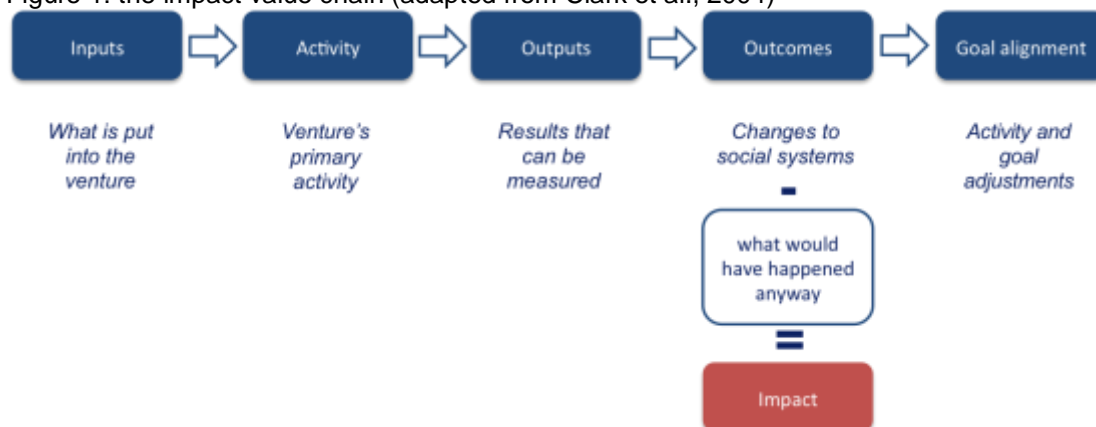 Figure 1: the impact value chain (adapted from Clark et all, 2004)
Inputs
Activity
Outputs
Outcomes
Goal alignment
What is put
into the
venture
Venture's
primary
activity
Results that
can be
measured
Changes to
social systems
-
what would
have happened
anyway
=
Impact
Activity and
goal
adjustments